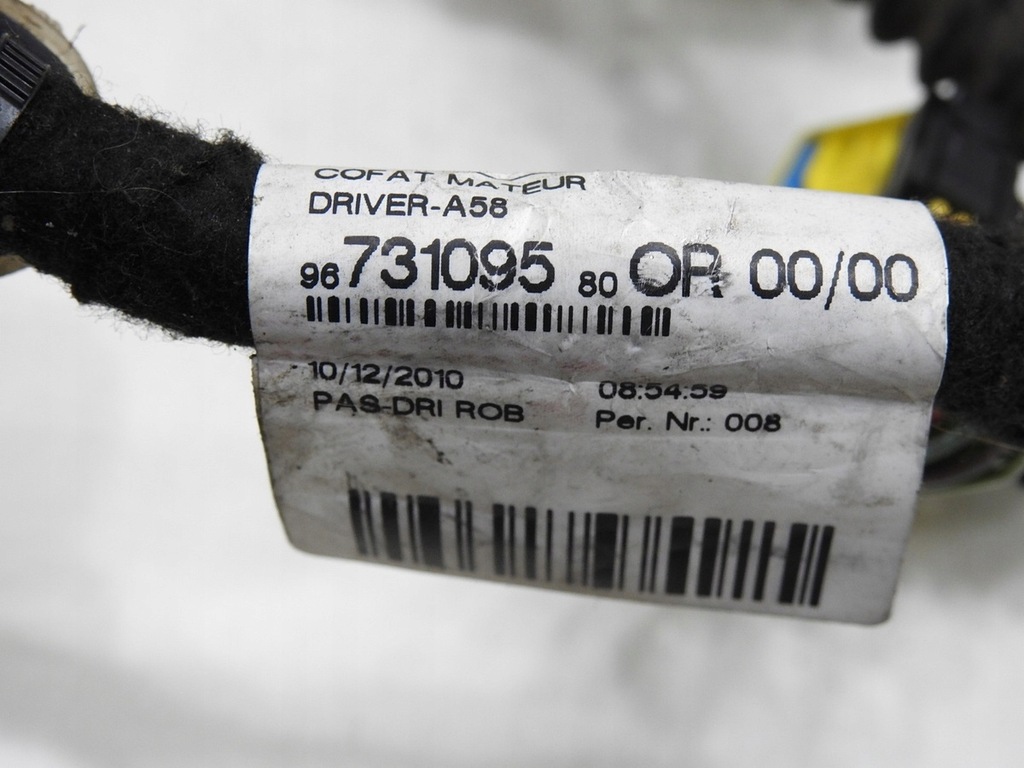 COFAT MATEUR
DRIVER-A58
96 731095 80 OR 00/00
10/12/2010 08:54:59
PAS-DRI ROB Per. Nr.: 008